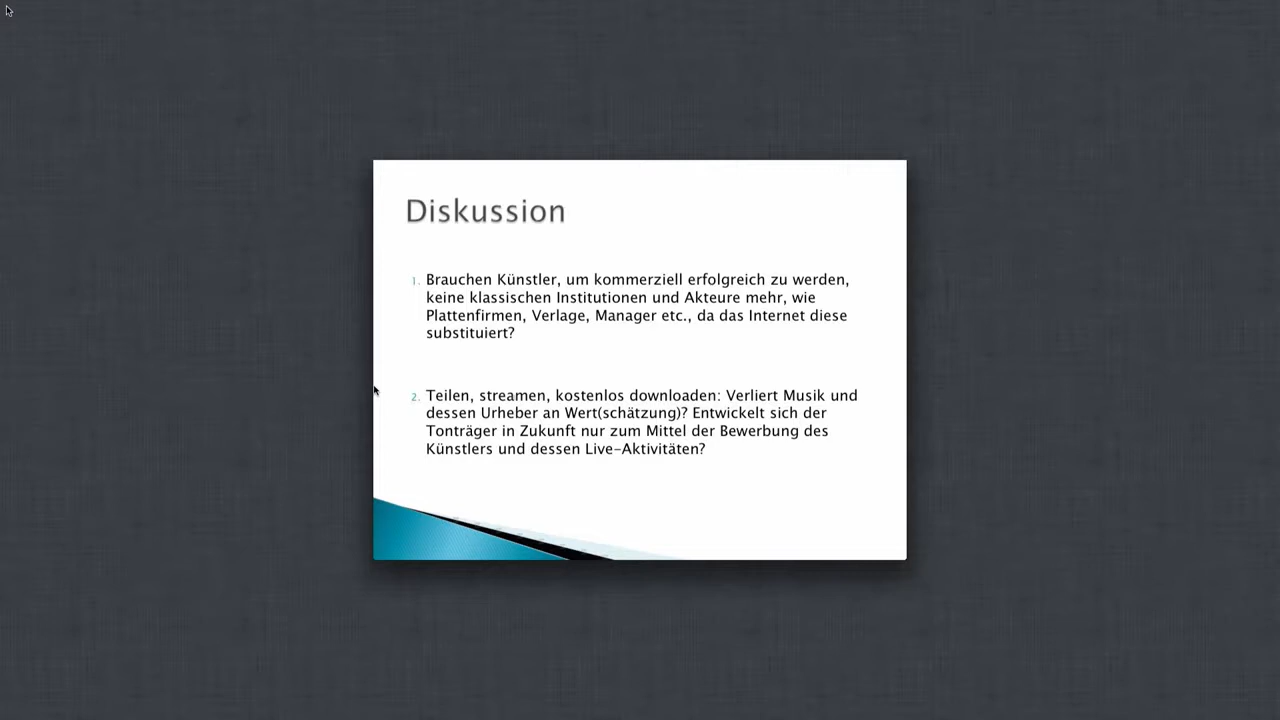 Diskussion
1. Brauchen Künstler, um kommerziell erfolgreich zu werden,
keine klassischen Institutionen und Akteure mehr, wie
Plattenfirmen, Verlage, Manager etc., da das Internet diese
substituiert?
2. Teilen, streamen, kostenlos downloaden: Verliert Musik und
dessen Urheber an Wert(schätzung)? Entwickelt sich der
Tonträger in Zukunft nur zum Mittel der Bewerbung des
Künstlers und dessen Live-Aktivitäten?